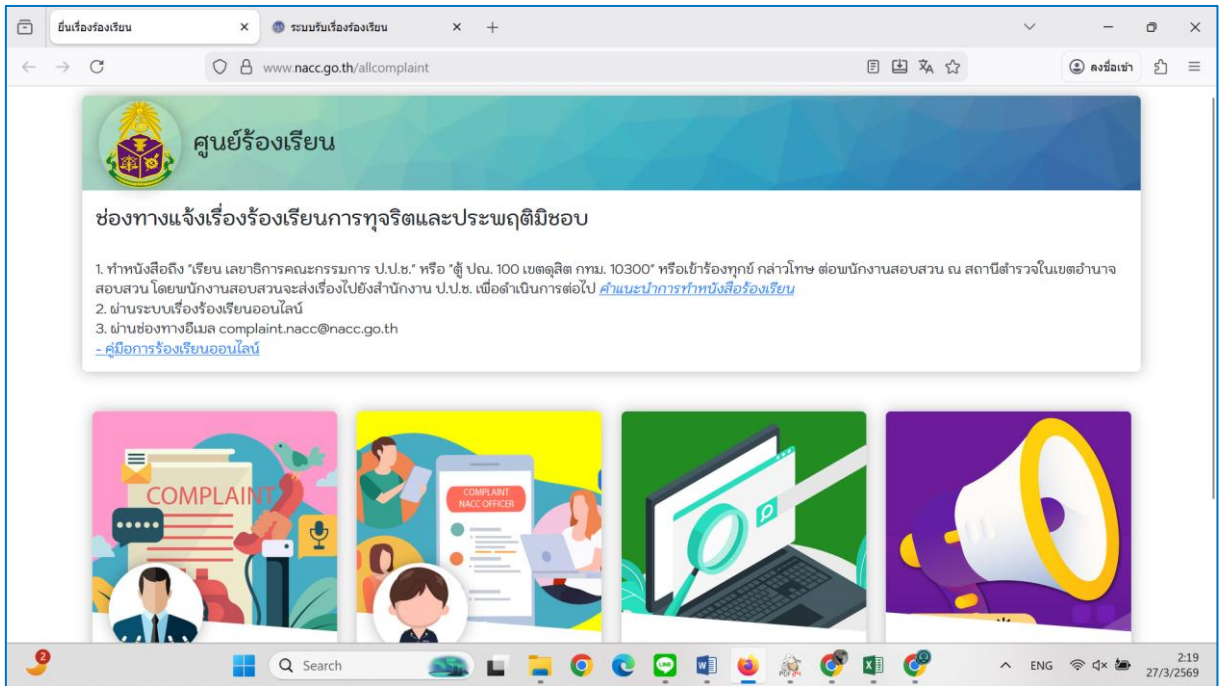 ยื่นเรื่องร้องเรียน
ระบบรับเรื่องร้องเรียน
www.nacc.go.th/allcomplaint
ลงชื่อเข้า
ศูนย์ร้องเรียน
ช่องทางแจ้งเรื่องร้องเรียนการทุจริตและประพฤติมิชอบ
1. ทำหนังสือถึง "เรียน เลขาธิการคณะกรรมการ ป.ป.ช." หรือ "ตู้ ปณ. 100 เขตดุสิต กทม. 10300" หรือเข้าร้องทุกข์ กล่าวโทษ ต่อพนักงานสอบสวน ณ สถานีตำรวจในเขตอำนาจ
สอบสวน โดยพนักงานสอบสวนจะส่งเรื่องไปยังสำนักงาน ป.ป.ช. เพื่อดำเนินการต่อไป คำแนะนำการทำหนังสือร้องเรียน
2. ผ่านระบบเรื่องร้องเรียนออนไลน์
3. ผ่านช่องทางอีเมล complaint.nacc@nacc.go.th
- คู่มือการร้องเรียนออนไลน์
COMPLAINT
COMPLAINT
NACC OFFICER
2
Search
ENG
2:19
27/3/2569